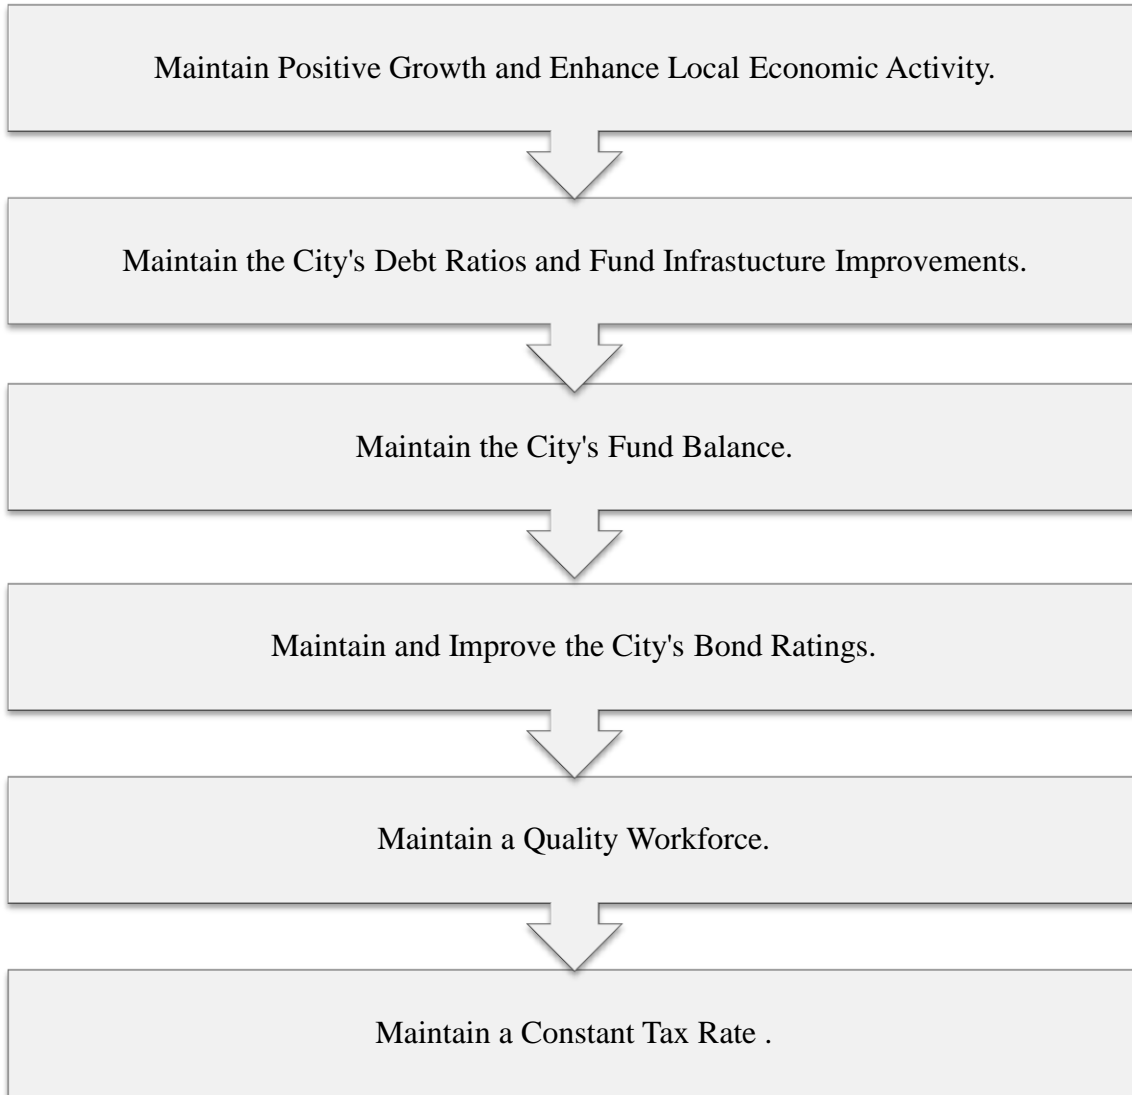 Maintain Positive Growth and Enhance Local Economic Activity.
Maintain the City's Debt Ratios and Fund Infrastucture Improvements.
Maintain the City's Fund Balance.
Maintain and Improve the City's Bond Ratings.
Maintain a Quality Workforce.
Maintain a Constant Tax Rate .